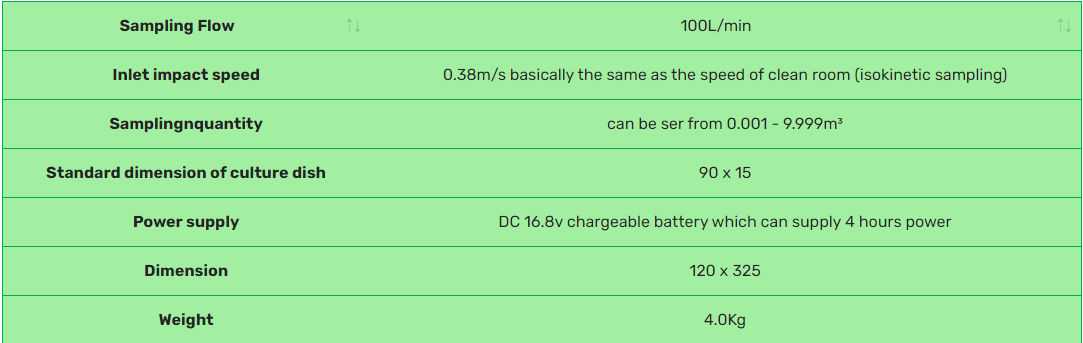 Sampling Flow 100L/min
Inlet impact speed 0.38m/s basically the same as the speed of clean room (isokinetic sampling)
Samplingnquantity can be ser from 0.001 - 9.999m³
Standard dimension of culture dish 90 x 15
Power supply DC 16.8v chargeable battery which can supply 4 hours power
Dimension 120 x 325
Weight 4.0Kg